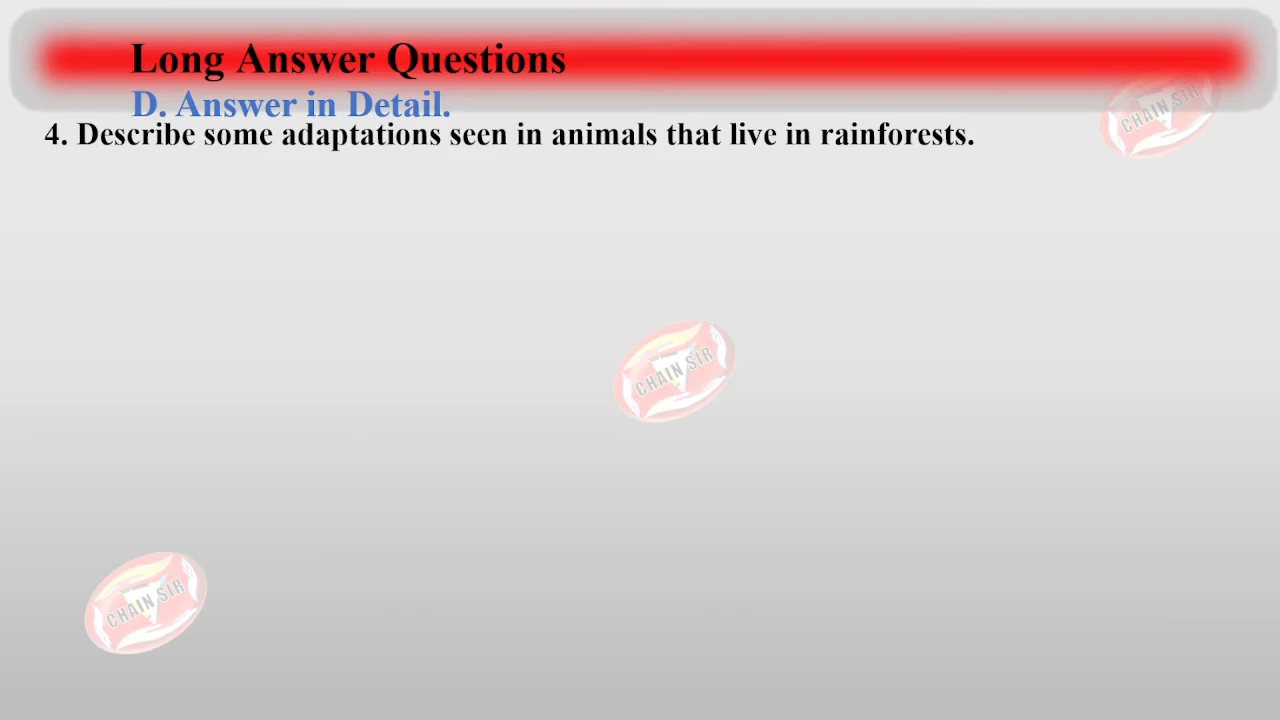 Long Answer Questions
D. Answer in Detail.
4. Describe some adaptations seen in animals that live in rainforests.
CHAIN SIR
CHAIN SIR
CHAIN SIR